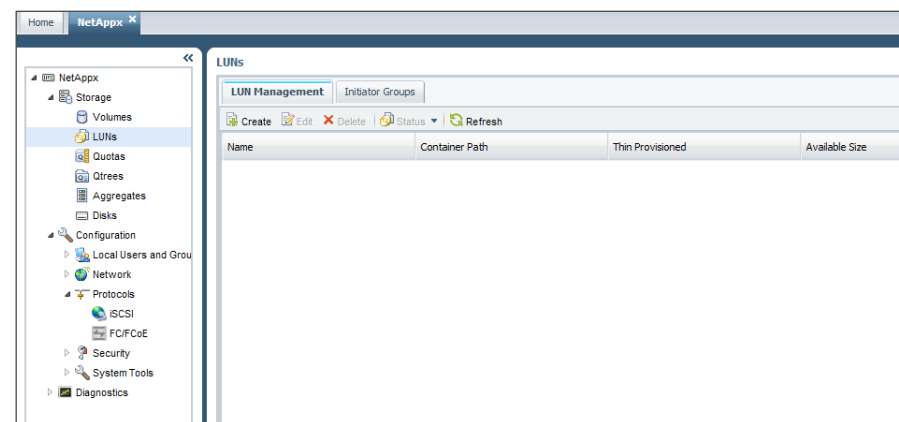 Home NetAppx
LUNs
NetAppx
Storage
Volumes
LUNs
Quotas
Qtrees
Aggregates
Disks
Configuration
Local Users and Grou
Network
Protocols
iSCSI
FC/FCoE
Security
System Tools
Diagnostics
LUN Management Initiator Groups
Create Edit Delete Status Refresh
Name Container Path Thin Provisioned Available Size